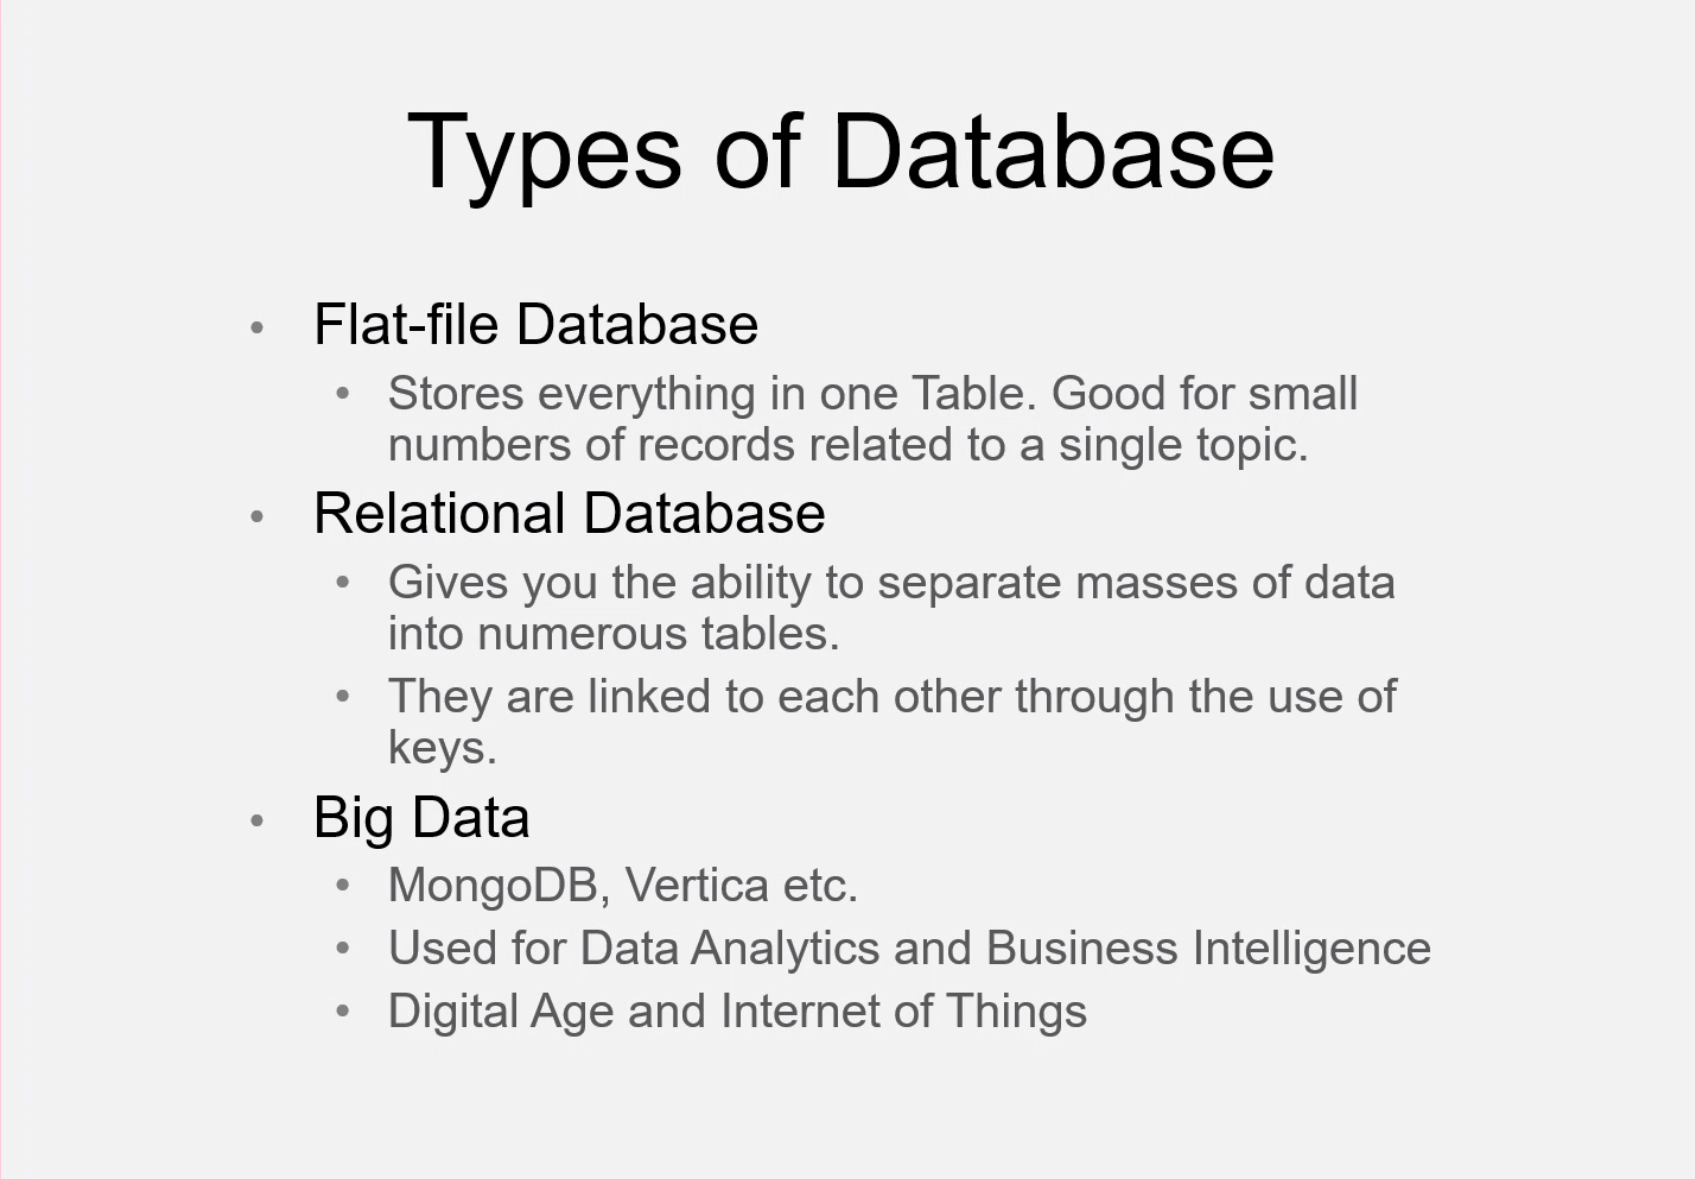 Types of Database
• Flat-file Database
• Stores everything in one Table. Good for small
numbers of records related to a single topic.
• Relational Database
• Gives you the ability to separate masses of data
into numerous tables.
• They are linked to each other through the use of
keys.
• Big Data
• MongoDB, Vertica etc.
• Used for Data Analytics and Business Intelligence
• Digital Age and Internet of Things